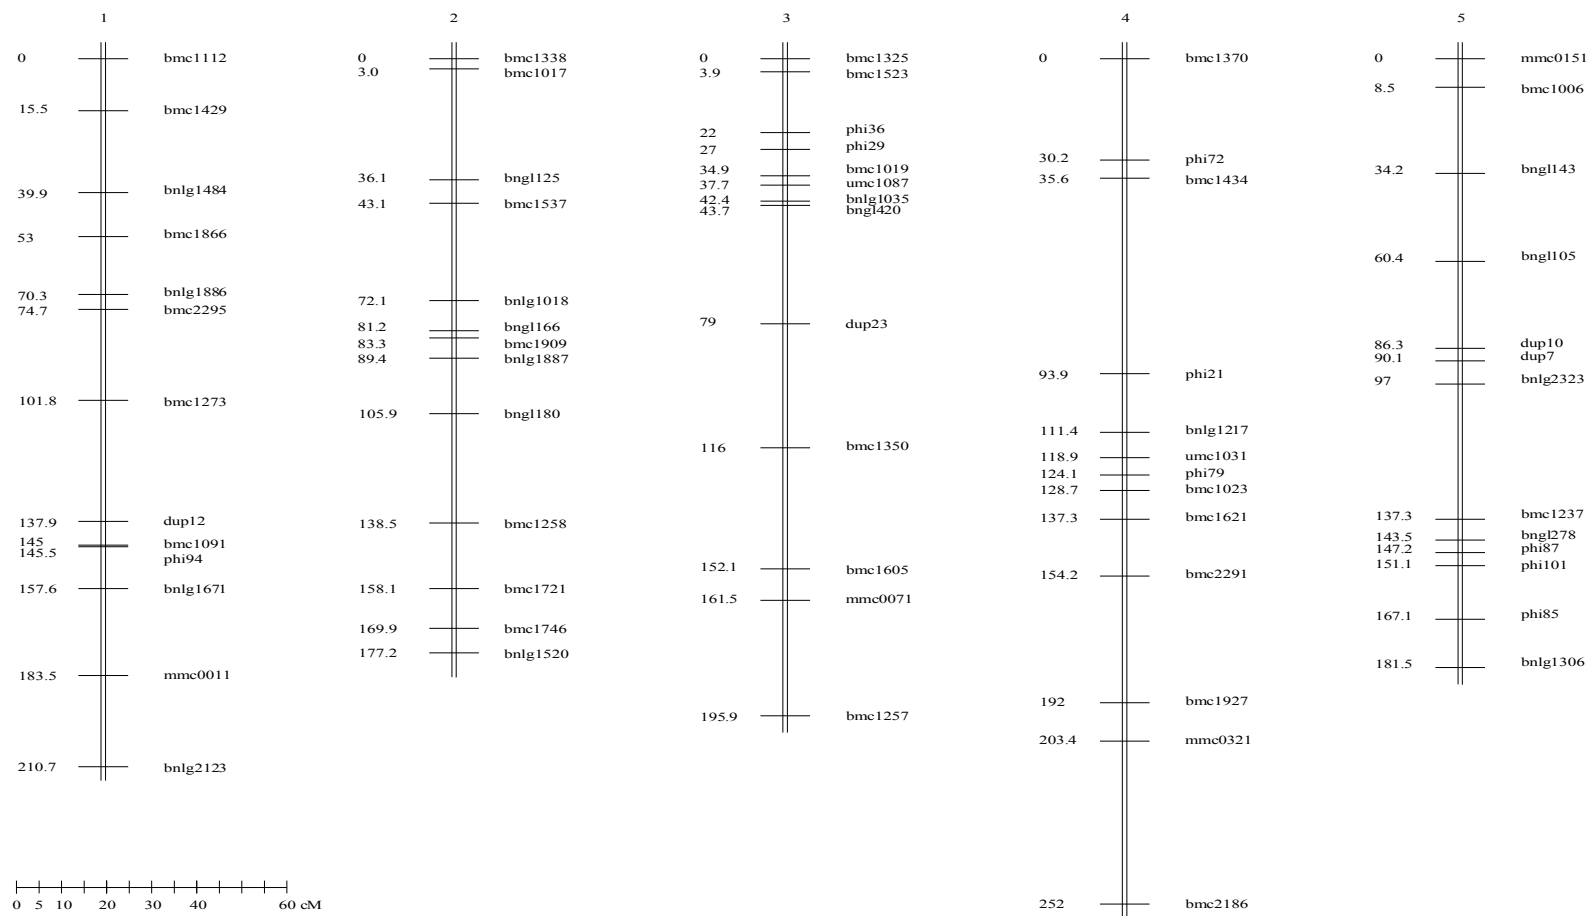 1
0 bmc1112
15.5 bmc1429
39.9 bnlg1484
53 bmc1866
70.3 bnlg1886
74.7 bmc2295
101.8 bmc1273
137.9 dup12
145 bmc1091
145.5 phi94
157.6 bnlg1671
183.5 mmc0011
210.7 bnlg2123
2
0 bmc1338
3.0 bmc1017
36.1 bngl125
43.1 bmc1537
72.1 bnlg1018
81.2 bngl166
83.3 bmc1909
89.4 bnlg1887
105.9 bngl180
138.5 bmc1258
158.1 bmc1721
169.9 bmc1746
177.2 bnlg1520
3
0 bmc1325
3.9 bmc1523
22 phi36
27 phi29
34.9 bmc1019
37.7 umc1087
42.4 bnlg1035
43.7 bngl420
79 dup23
116 bmc1350
152.1 bmc1605
161.5 mmc0071
195.9 bmc1257
4
0 bmc1370
30.2 phi72
35.6 bmc1434
93.9 phi21
111.4 bnlg1217
118.9 umc1031
124.1 phi79
128.7 bmc1023
137.3 bmc1621
154.2 bmc2291
192 bmc1927
203.4 mmc0321
252 bmc2186
5
0 mmc0151
8.5 bmc1006
34.2 bngl143
60.4 bngl105
86.3 dup10
90.1 dup7
97 bnlg2323
137.3 bmc1237
143.5 bngl278
147.2 phi87
151.1 phi101
167.1 phi85
181.5 bnlg1306
0 5 10 20 30 40 60 cM